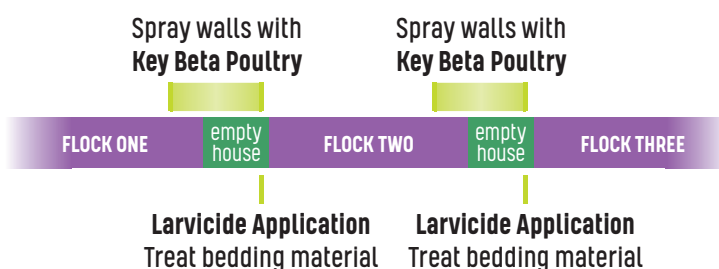 Spray walls with
Key Beta Poultry
Spray walls with
Key Beta Poultry
FLOCK ONE
empty
house
FLOCK TWO
empty
house
FLOCK THREE
Larvicide Application
Treat bedding material
Larvicide Application
Treat bedding material